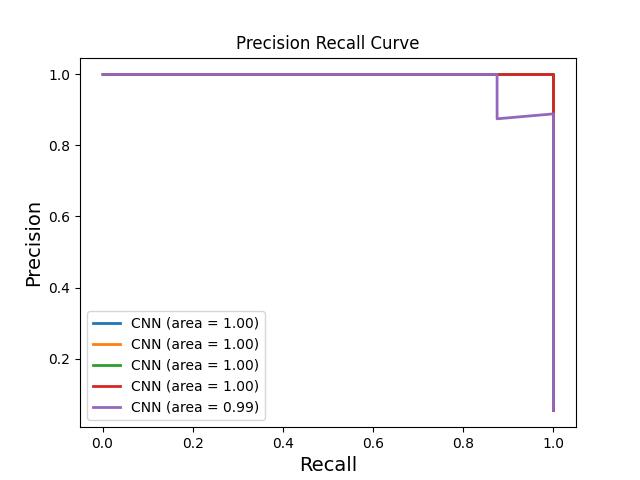 Precision Recall Curve
1.0
0.8
0.6
0.4
0.2
Precision
CNN (area = 1.00)
CNN (area = 1.00)
CNN (area = 1.00)
CNN (area = 1.00)
CNN (area = 0.99)
0.0 0.2 0.4 0.6 0.8 1.0
Recall